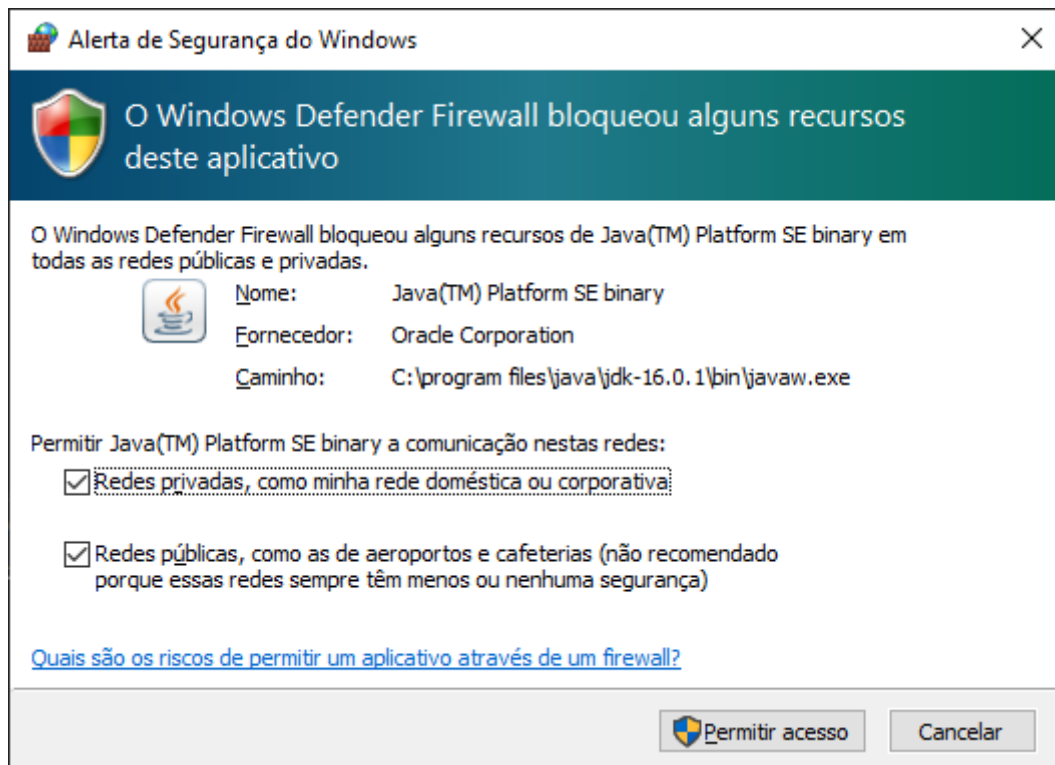 Alerta de Segurança do Windows
O Windows Defender Firewall bloqueou alguns recursos
deste aplicativo
O Windows Defender Firewall bloqueou alguns recursos de Java(TM) Platform SE binary em
todas as redes públicas e privadas.
Nome: Java(TM) Platform SE binary
Fornecedor: Oracle Corporation
Caminho: C:\program files\java\jdk-16.0.1\bin\javaw.exe
Permitir Java(TM) Platform SE binary a comunicação nestas redes:
Redes privadas, como minha rede doméstica ou corporativa
Redes públicas, como as de aeroportos e cafeterias (não recomendado
porque essas redes sempre têm menos ou nenhuma segurança)
Quais são os riscos de permitir um aplicativo através de um firewall?
Permitir acesso Cancelar